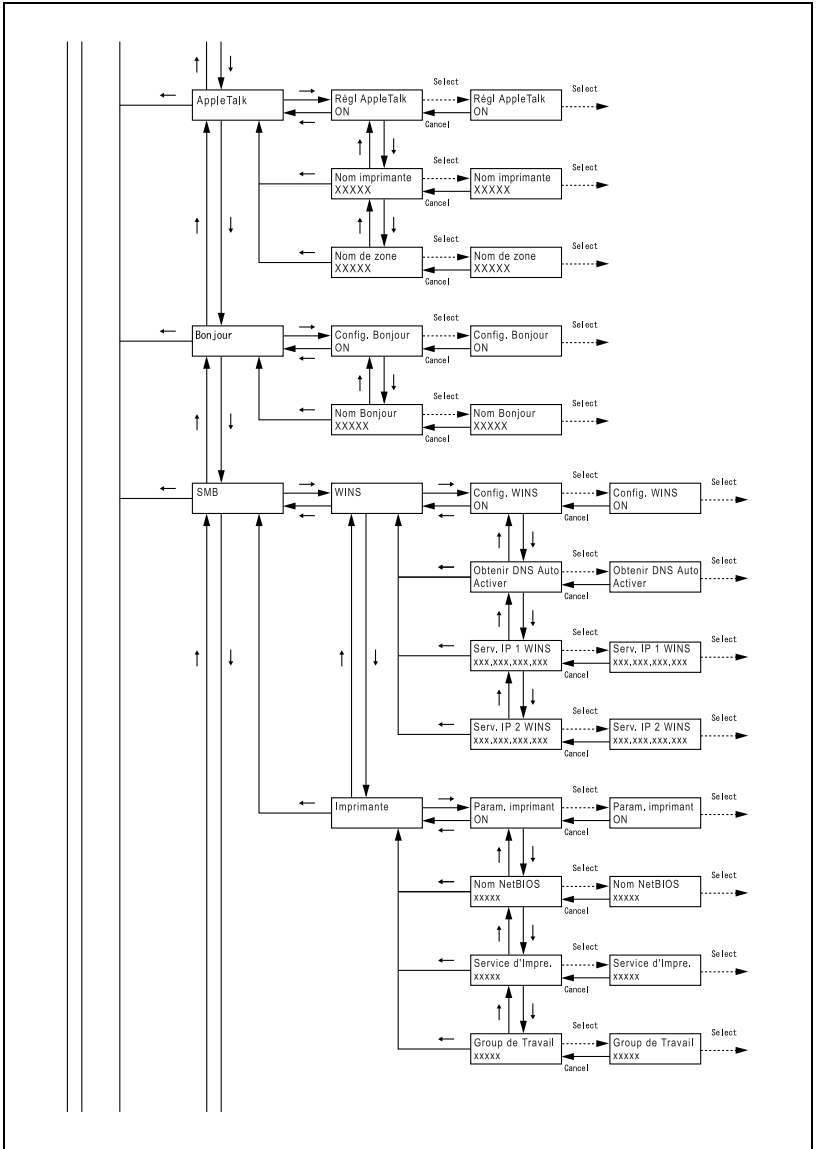 Select
Select
AppleTalk
Régl AppleTalk
ON
Régl AppleTalk
ON
Cancel
Select
Select
Nom imprimante
XXXXX
Nom imprimante
XXXXX
Cancel
Select
Select
Nom de zone
XXXXX
Nom de zone
XXXXX
Cancel
Select
Select
Bonjour
Config. Bonjour
ON
Config. Bonjour
ON
Cancel
Select
Select
Nom Bonjour
XXXXX
Nom Bonjour
XXXXX
Cancel
Select
Select
SMB
WINS
Config. WINS
ON
Config. WINS
ON
Cancel
Select
Select
Obtenir DNS Auto
Activer
Obtenir DNS Auto
Activer
Cancel
Select
Select
Serv. IP 1 WINS
xxx.xxx.xxx.xxx
Serv. IP 1 WINS
xxx.xxx.xxx.xxx
Cancel
Select
Select
Serv. IP 2 WINS
xxx.xxx.xxx.xxx
Serv. IP 2 WINS
xxx.xxx.xxx.xxx
Cancel
Select
Select
Imprimante
Param. imprimant
ON
Param. imprimant
ON
Cancel
Select
Select
Nom NetBIOS
xxxxx
Nom NetBIOS
xxxxx
Cancel
Select
Select
Service d'Impre.
xxxxx
Service d'Impre.
xxxxx
Cancel
Select
Select
Group de Travail
xxxxx
Group de Travail
xxxxx
Cancel